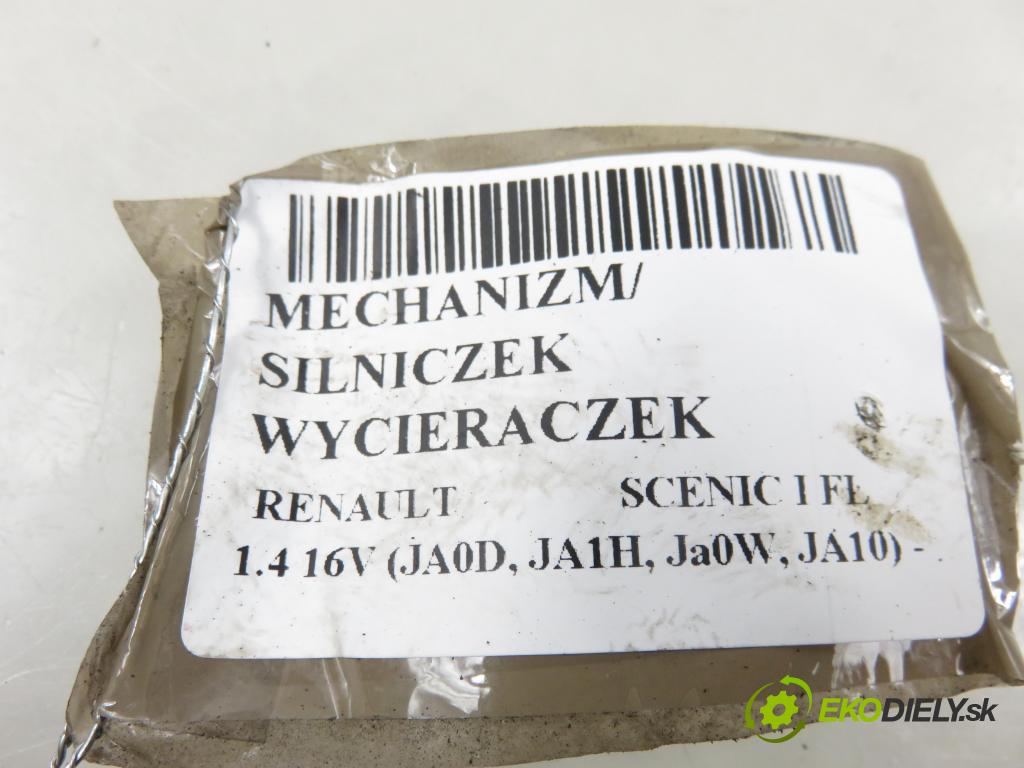 MECHANIZM/
SILNICZEK
WYCIERACZEK
RENAULT SCENIC I FL
1.4 16V (JA0D, JA1H, Ja0W, JA10) -
EKODIELY.sk